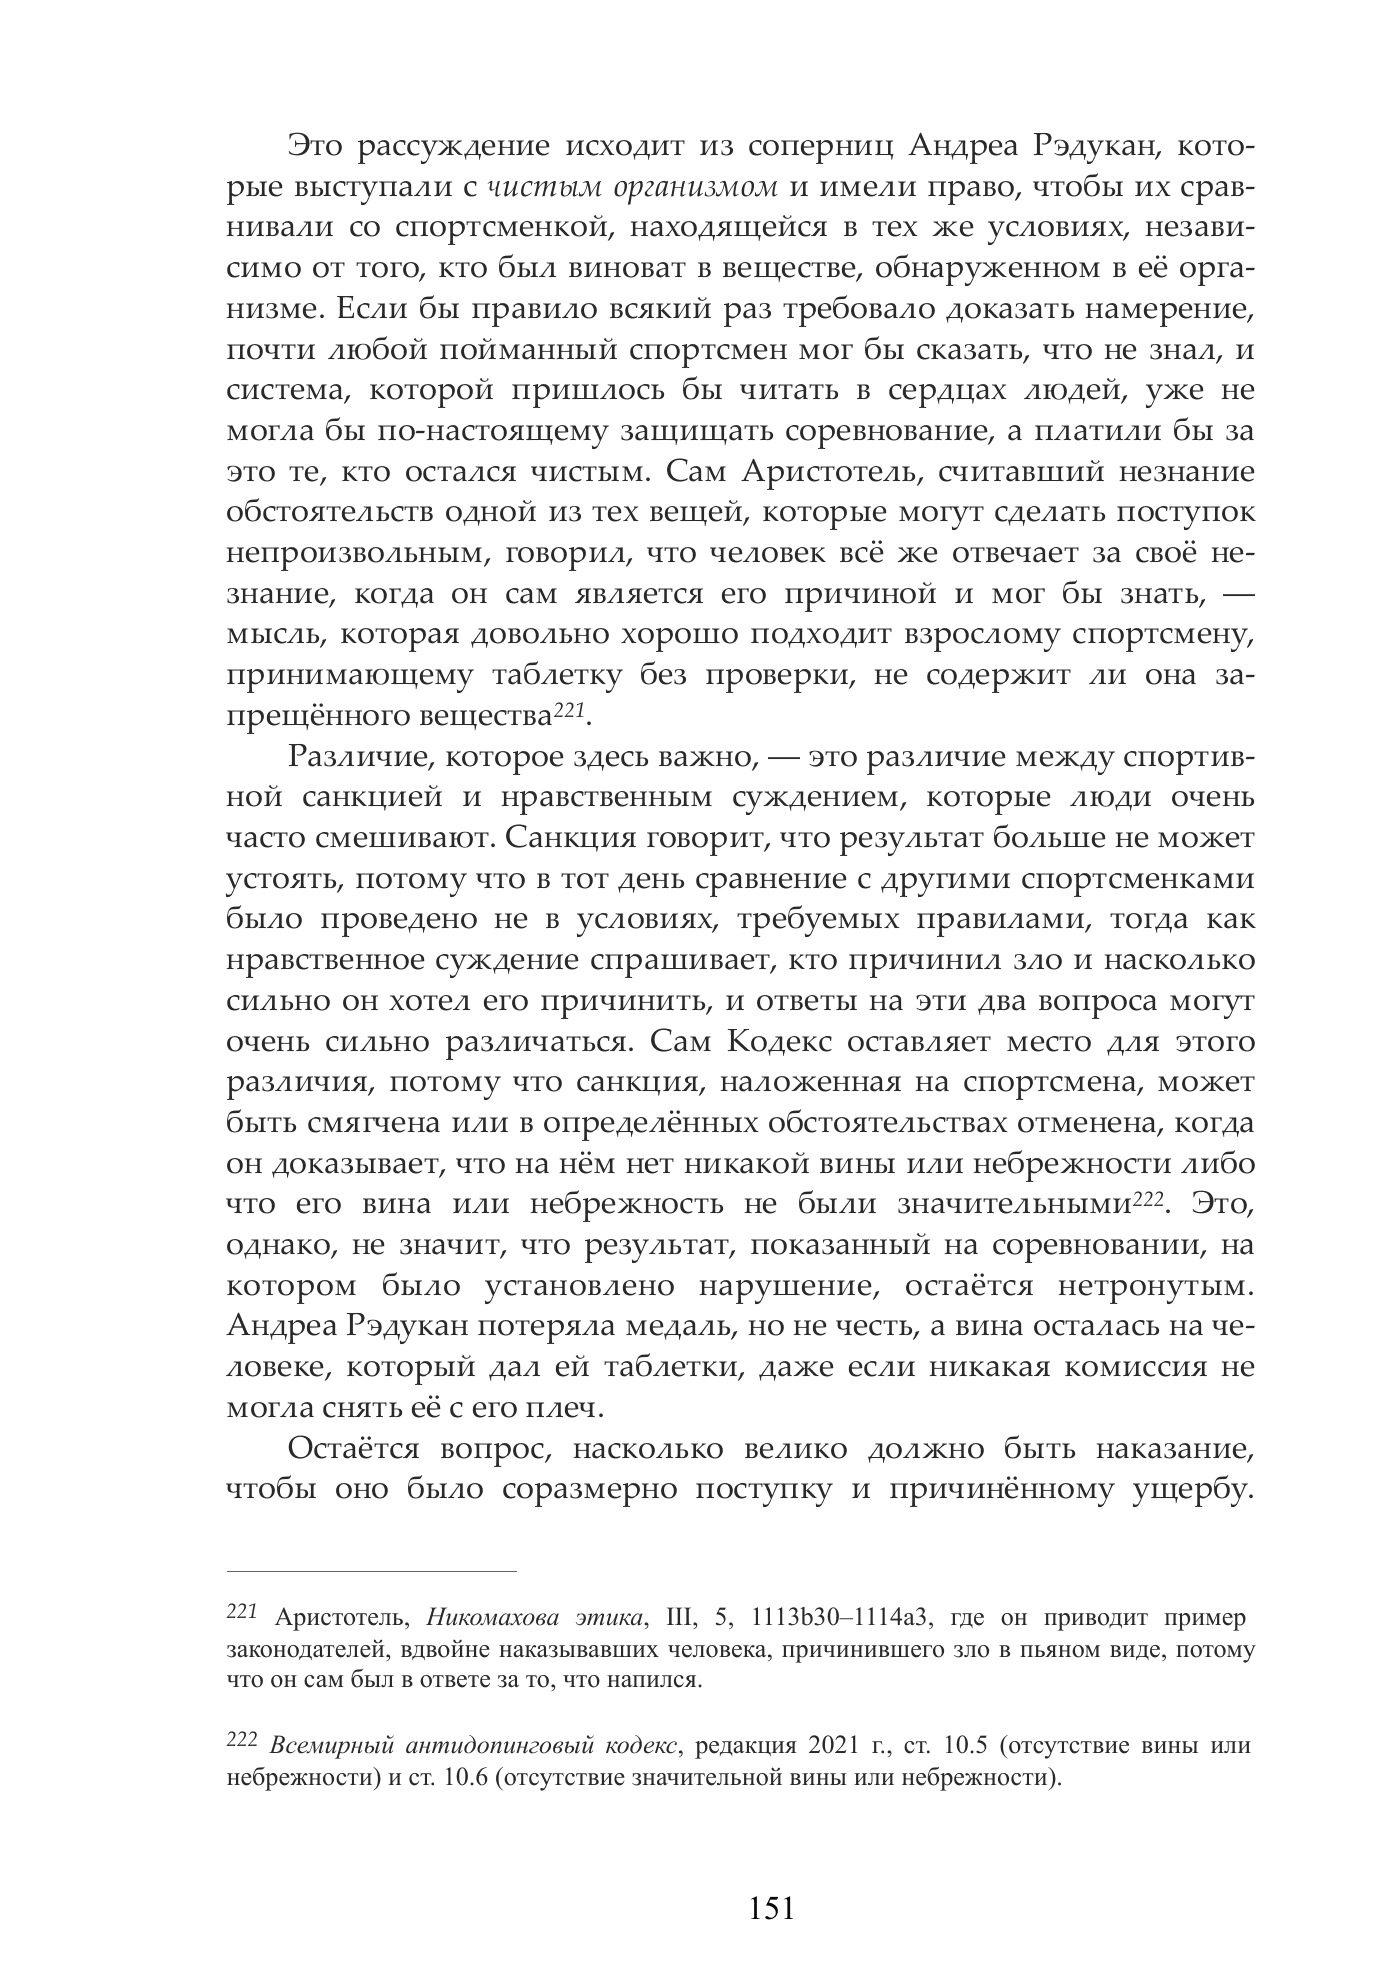 Это рассуждение исходит из соперниц Андреа Рэдукан, кото-
рые выступали с чистым организмом и имели право, чтобы их срав-
нивали со спортсменкой, находящейся в тех же условиях, незави-
симо от того, кто был виноват в веществе, обнаруженном в её орга-
низме. Если бы правило всякий раз требовало доказать намерение,
почти любой пойманный спортсмен мог бы сказать, что не знал, и
система, которой пришлось бы читать в сердцах людей, уже не
могла бы по-настоящему защищать соревнование, а платили бы за
это те, кто остался чистым. Сам Аристотель, считавший незнание
обстоятельств одной из тех вещей, которые могут сделать поступок
непроизвольным, говорил, что человек всё же отвечает за своё не-
знание, когда он сам является его причиной и мог бы знать, —
мысль, которая довольно хорошо подходит взрослому спортсмену,
принимающему таблетку без проверки, не содержит ли она за-
прещённого вещества221.
Различие, которое здесь важно, — это различие между спортив-
ной санкцией и нравственным суждением, которые люди очень
часто смешивают. Санкция говорит, что результат больше не может
устоять, потому что в тот день сравнение с другими спортсменками
было проведено не в условиях, требуемых правилами, тогда как
нравственное суждение спрашивает, кто причинил зло и насколько
сильно он хотел его причинить, и ответы на эти два вопроса могут
очень сильно различаться. Сам Кодекс оставляет место для этого
различия, потому что санкция, наложенная на спортсмена, может
быть смягчена или в определённых обстоятельствах отменена, когда
он доказывает, что на нём нет никакой вины или небрежности либо
что его вина или небрежность не были значительными222. Это,
однако, не значит, что результат, показанный на соревновании, на
котором было установлено нарушение, остаётся нетронутым.
Андреа Рэдукан потеряла медаль, но не честь, а вина осталась на че-
ловеке, который дал ей таблетки, даже если никакая комиссия не
могла снять её с его плеч.
Остаётся вопрос, насколько велико должно быть наказание,
чтобы оно было соразмерно поступку и причинённому ущербу.
221 Аристотель, Никомахова этика, III, 5, 1113b30–1114a3, где он приводит пример
законодателей, вдвойне наказывавших человека, причинившего зло в пьяном виде, потому
что он сам был в ответе за то, что напился.
222 Всемирный антидопинговый кодекс, редакция 2021 г., ст. 10.5 (отсутствие вины или
небрежности) и ст. 10.6 (отсутствие значительной вины или небрежности).
151